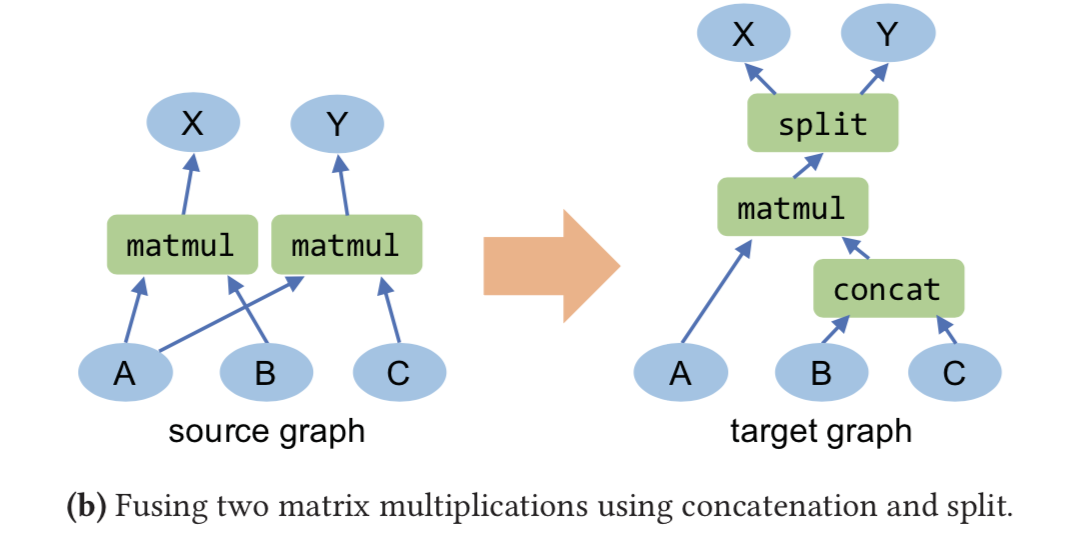 X Y
split
X Y
matmul
matmul matmul
concat
A B C
A B C
source graph
target graph
(b) Fusing two matrix multiplications using concatenation and split.